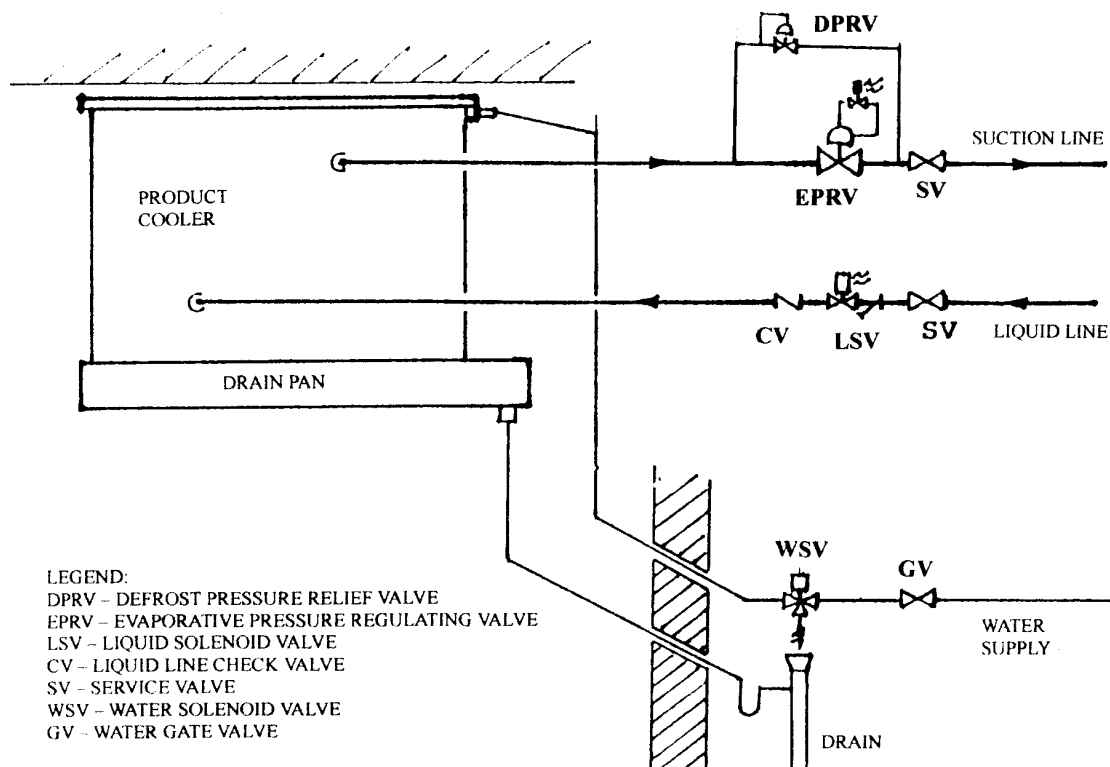 DPRV
SUCTION LINE
EPRV
SV
PRODUCT
COOLER
CV
LSV
SV
LIQUID LINE
DRAIN PAN
WSV
GV
WATER
SUPPLY
DRAIN
LEGEND:
DPRV – DEFROST PRESSURE RELIEF VALVE
EPRV – EVAPORATIVE PRESSURE REGULATING VALVE
LSV – LIQUID SOLENOID VALVE
CV – LIQUID LINE CHECK VALVE
SV – SERVICE VALVE
WSV – WATER SOLENOID VALVE
GV – WATER GATE VALVE